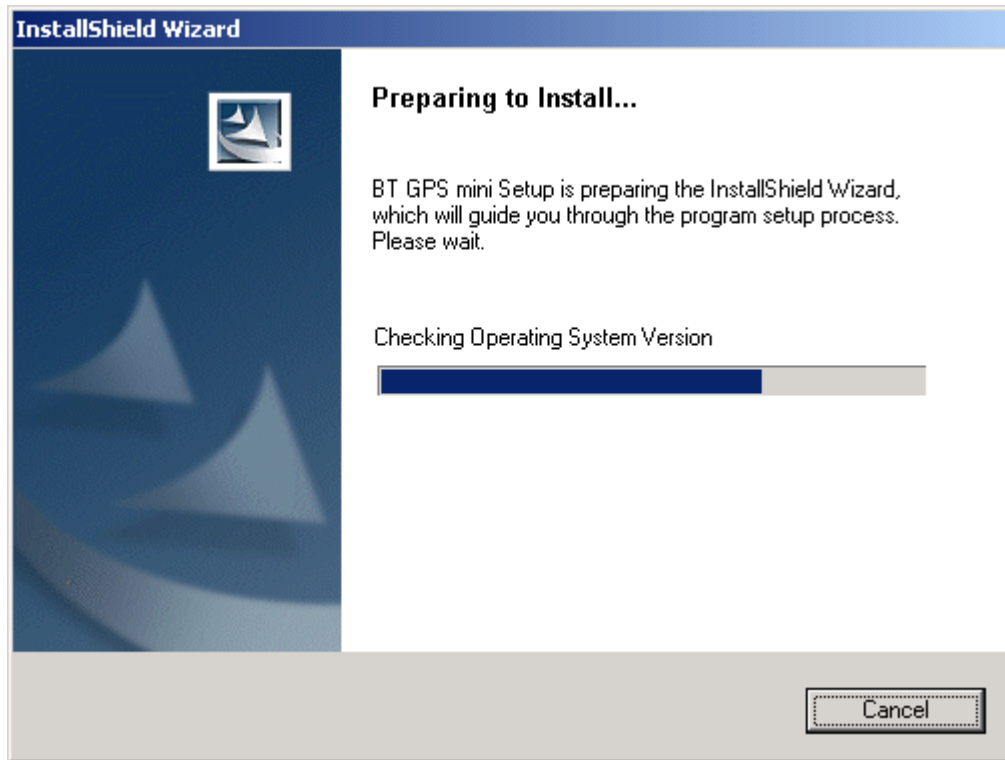 InstallShield Wizard
Preparing to Install...
BT GPS mini Setup is preparing the InstallShield Wizard,
which will guide you through the program setup process.
Please wait.
Checking Operating System Version
Cancel